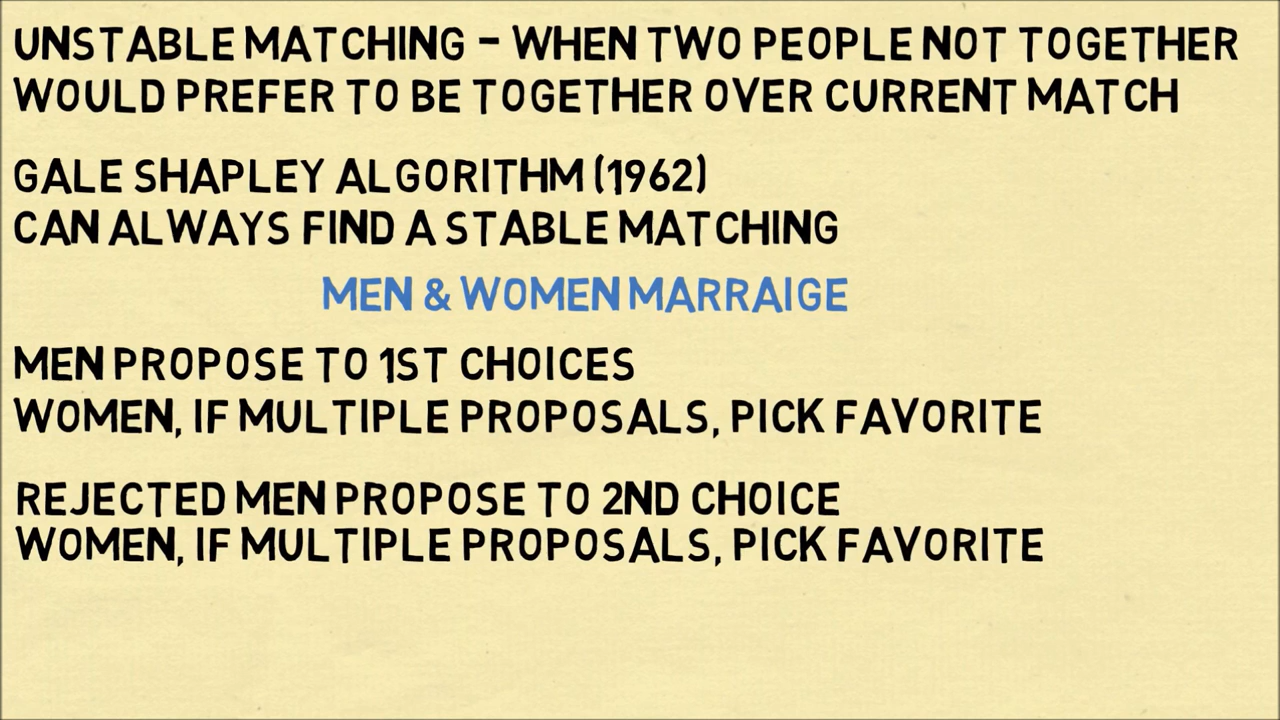 UNSTABLE MATCHING - WHEN TWO PEOPLE NOT TOGETHER
WOULD PREFER TO BE TOGETHER OVER CURRENT MATCH
GALE SHAPLEY ALGORITHM (1962)
CAN ALWAYS FIND A STABLE MATCHING
MEN & WOMEN MARRAIGE
MEN PROPOSE TO 1ST CHOICES
WOMEN, IF MULTIPLE PROPOSALS, PICK FAVORITE
REJECTED MEN PROPOSE TO 2ND CHOICE
WOMEN, IF MULTIPLE PROPOSALS, PICK FAVORITE